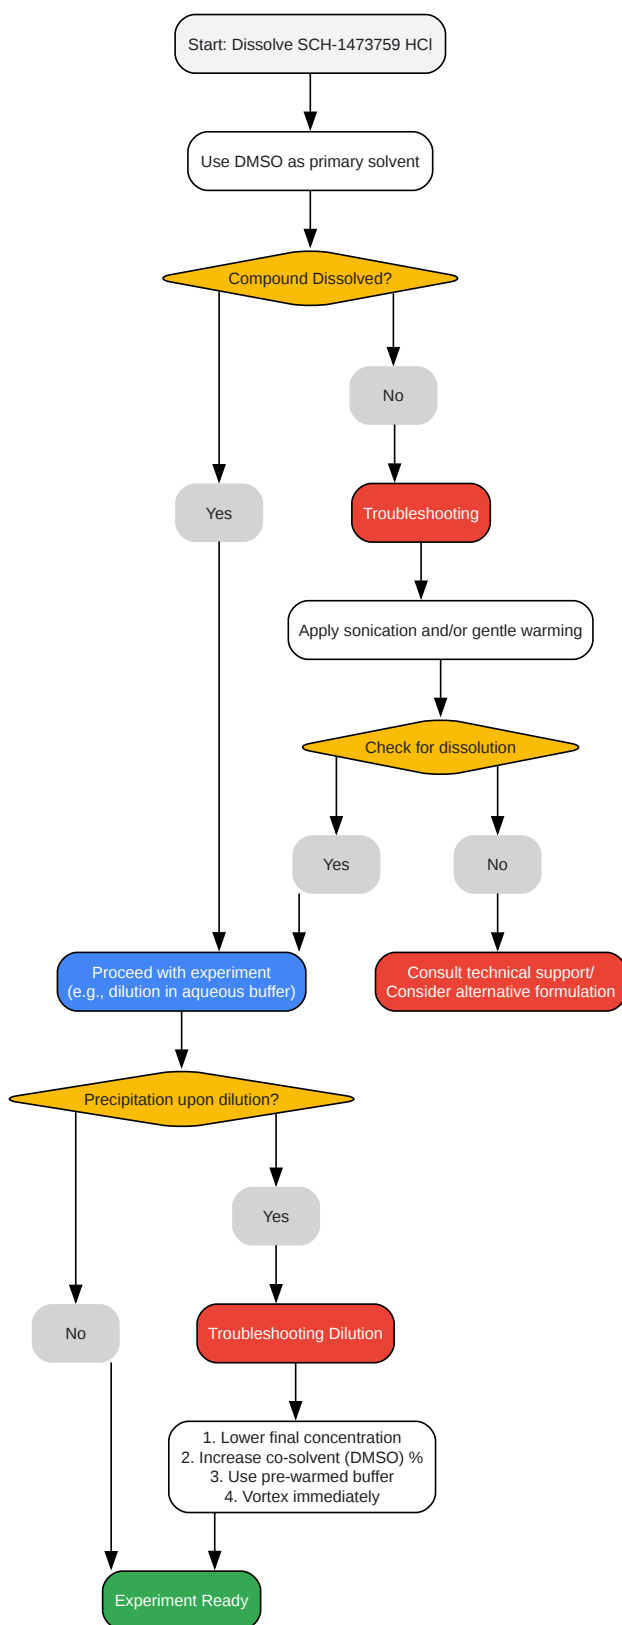 Start: Dissolve SCH-1473759 HCl
Use DMSO as primary solvent
Compound Dissolved?
No
Yes
Troubleshooting
Apply sonication and/or gentle warming
Check for dissolution
Yes
No
Proceed with experiment
(e.g., dilution in aqueous buffer)
Consult technical support/
Consider alternative formulation
Precipitation upon dilution?
Yes
No
Troubleshooting Dilution
1. Lower final concentration
2. Increase co-solvent (DMSO) %
3. Use pre-warmed buffer
4. Vortex immediately
Experiment Ready